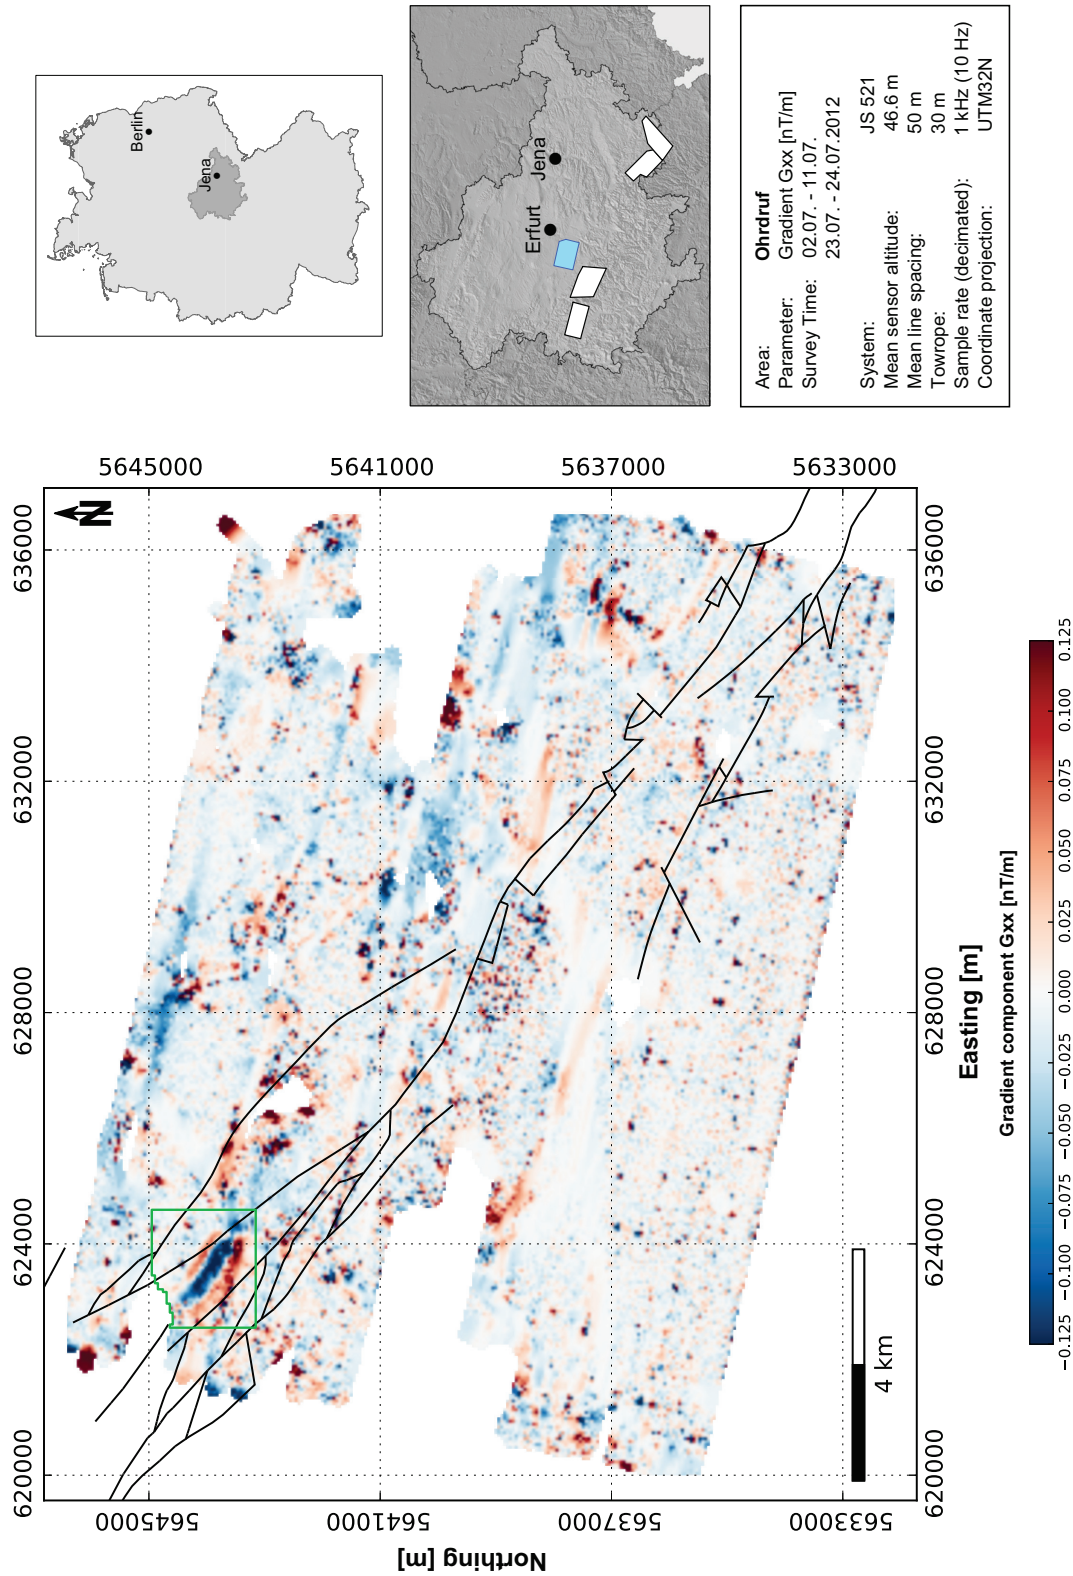 620000
624000
628000
632000
636000
N
5645000
5641000
5637000
5633000
Northing [m]
5645000
5641000
5637000
5633000
4 km
620000
624000
628000
632000
636000
Easting [m]
Gradient component Gxx [nT/m]
−0.125
−0.100
−0.075
−0.050
−0.025
0.000
0.025
0.050
0.075
0.100
0.125
Berlin
Jena
Erfurt
Jena
Area: Ohrdruf
Parameter: Gradient Gxx [nT/m]
Survey Time: 02.07. - 11.07.
23.07. - 24.07.2012
System: JS 521
Mean sensor altitude: 46.6 m
Mean line spacing: 50 m
Towrope: 30 m
Sample rate (decimated): 1 kHz (10 Hz)
Coordinate projection: UTM32N